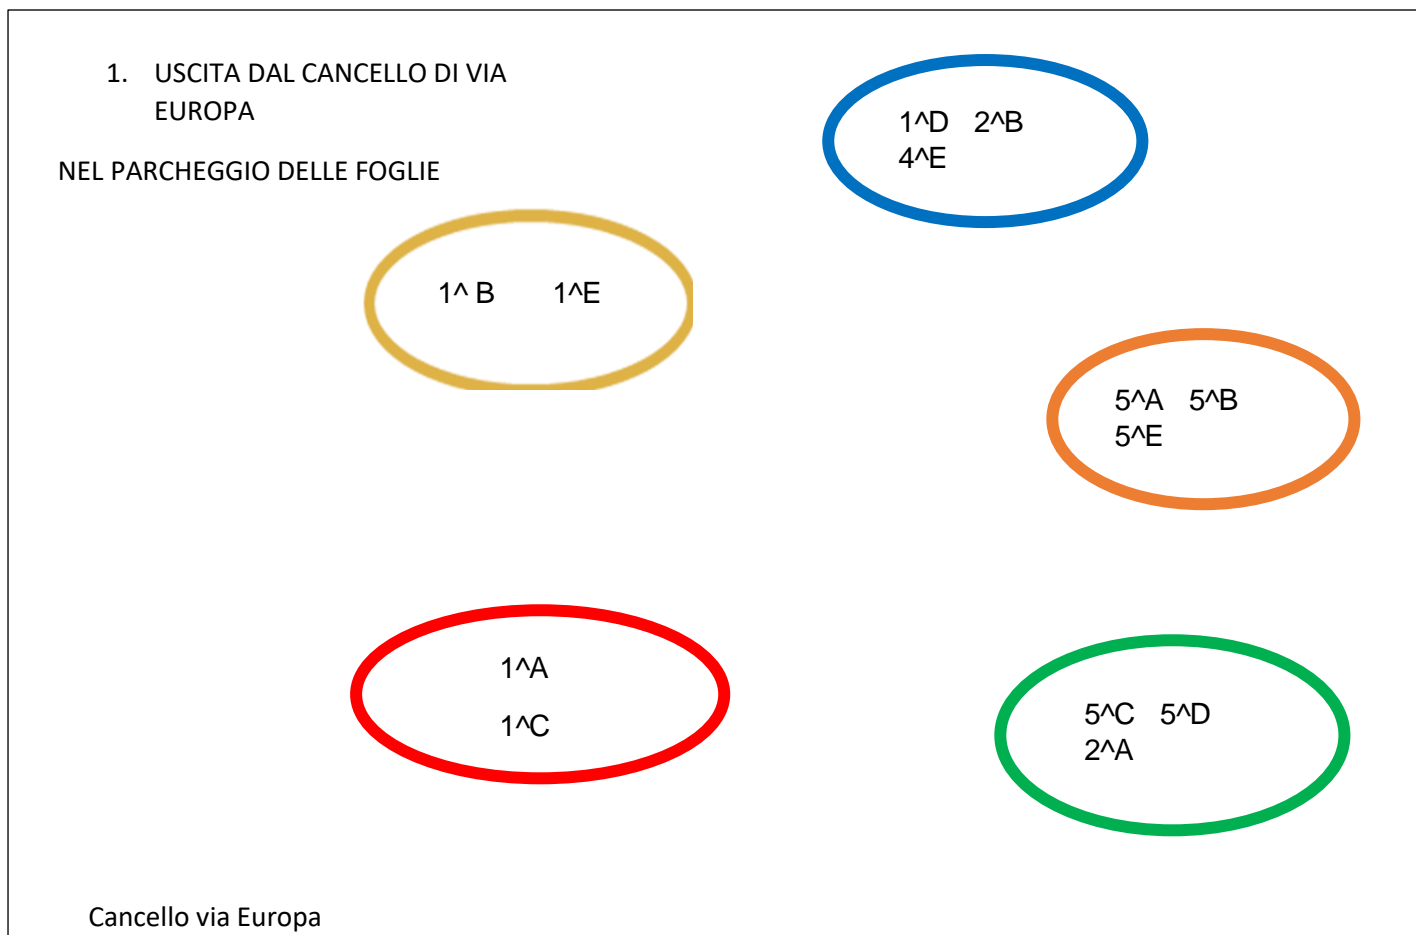 1. USCITA DAL CANCELLO DI VIA
EUROPA
NEL PARCHEGGIO DELLE FOGLIE
1^D 2^B
4^E
1^ B 1^E
5^A 5^B
5^E
1^A
1^C
5^C 5^D
2^A
Cancello via Europa